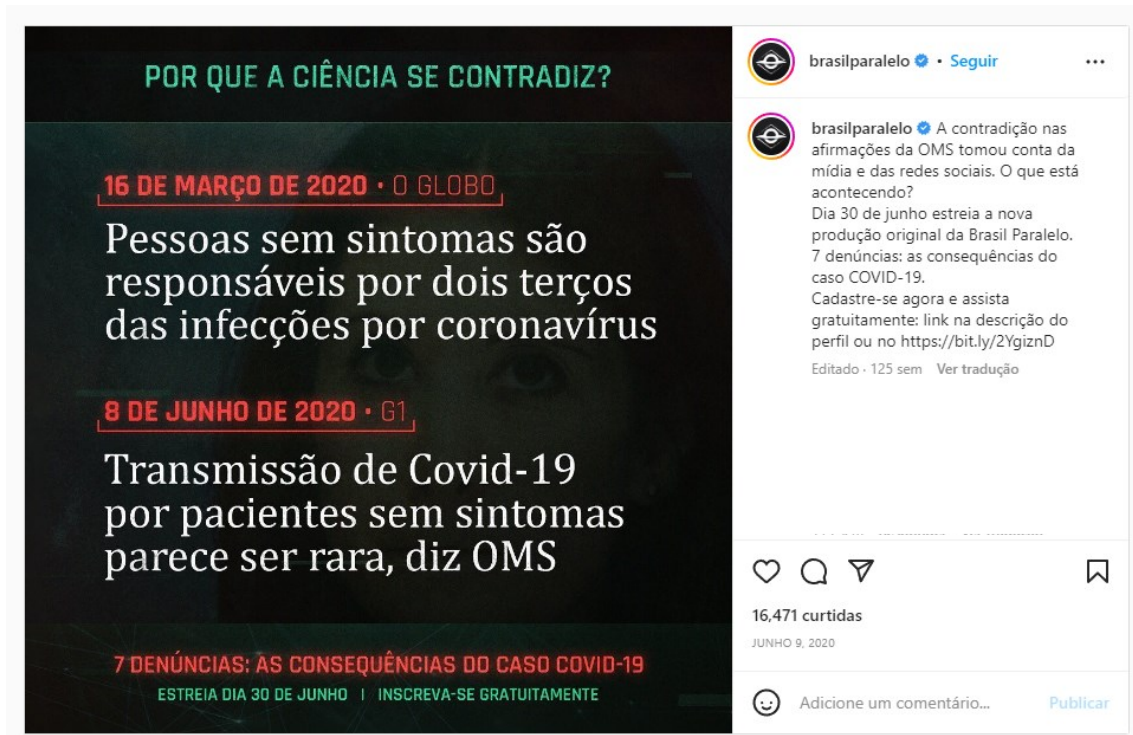 POR QUE A CIÊNCIA SE CONTRADIZ?
16 DE MARÇO DE 2020 • O GLOBO
Pessoas sem sintomas são
responsáveis por dois terços
das infecções por coronavírus
8 DE JUNHO DE 2020 • G1
Transmissão de Covid-19
por pacientes sem sintomas
parece ser rara, diz OMS
7 DENÚNCIAS: AS CONSEQUÊNCIAS DO CASO COVID-19
ESTREIA DIA 30 DE JUNHO | INSCREVA-SE GRATUITAMENTE
brasilparalelo • Seguir
brasilparalelo A contradição nas
afirmações da OMS tomou conta da
mídia e das redes sociais. O que está
acontecendo?
Dia 30 de junho estreia a nova
produção original da Brasil Paralelo.
7 denúncias: as consequências do
caso COVID-19.
Cadastre-se agora e assista
gratuitamente: link na descrição do
perfil ou no https://bit.ly/2YgiznD
Editado · 125 sem Ver tradução
16,471 curtidas
JUNHO 9, 2020
Adicione um comentário... Publicar